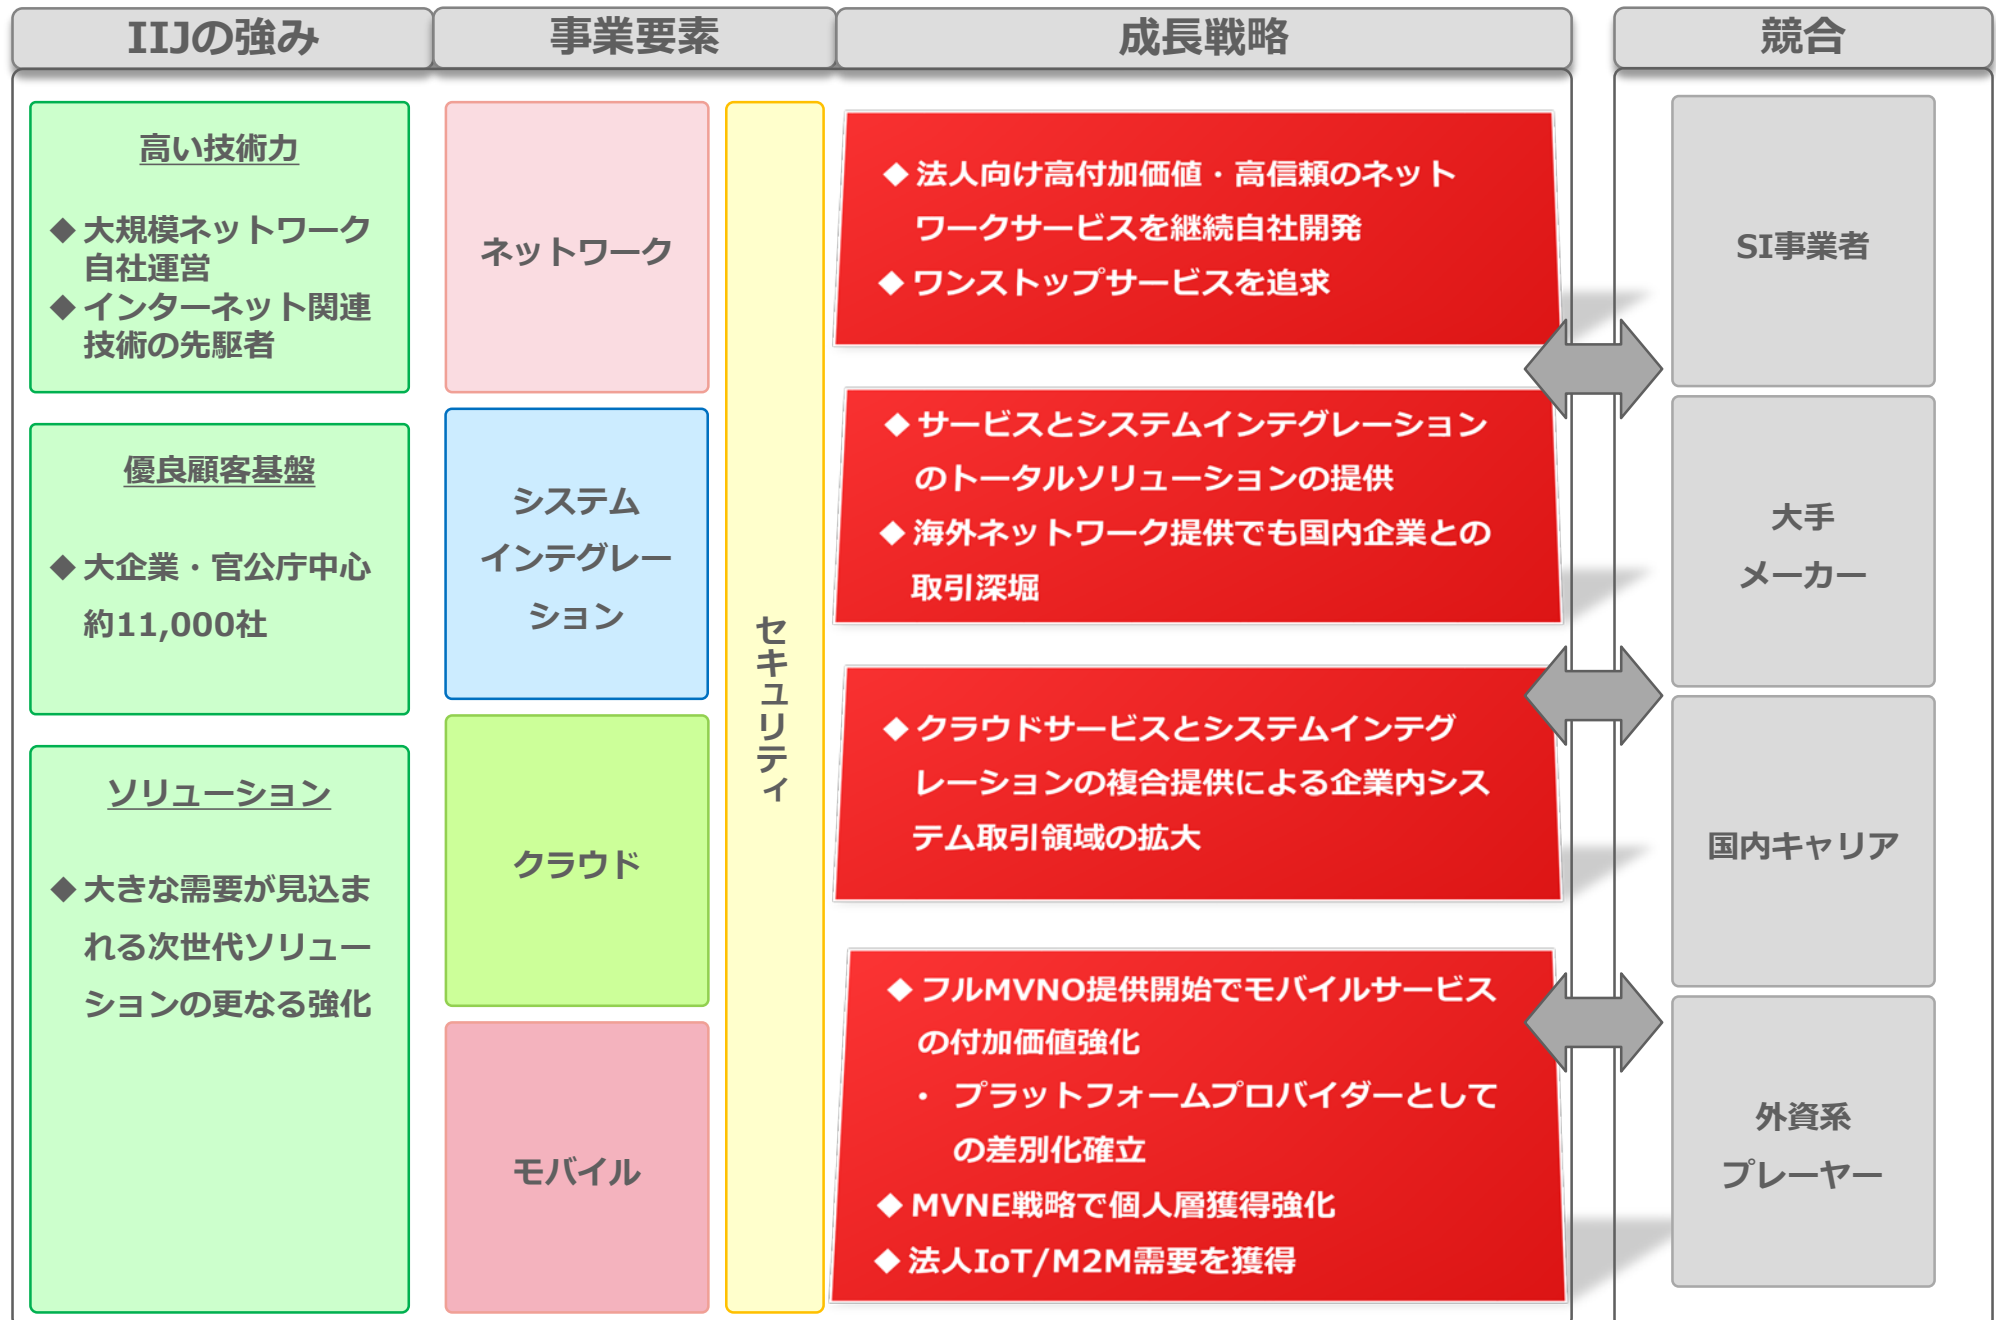 IIJの強み
事業要素
成長戦略
競合
高い技術力
◆ 大規模ネットワーク
自社運営
◆ インターネット関連
技術の先駆者
優良顧客基盤
◆ 大企業・官公庁中心
約11,000社
ソリューション
◆ 大きな需要が見込ま
れる次世代ソリュー
ションの更なる強化
ネットワーク
システム
インテグレー
ション
クラウド
モバイル
セキュリティ
◆ 法人向け高付加価値・高信頼のネット
ワークサービスを継続自社開発
◆ ワンストップサービスを追求
◆ サービスとシステムインテグレーション
のトータルソリューションの提供
◆ 海外ネットワーク提供でも国内企業との
取引深堀
◆ クラウドサービスとシステムインテグ
レーションの複合提供による企業内シス
テム取引領域の拡大
◆ フルMVNO提供開始でモバイルサービス
の付加価値強化
・ プラットフォームプロバイダーとして
の差別化確立
◆ MVNE戦略で個人層獲得強化
◆ 法人IoT/M2M需要を獲得
SI事業者
大手
メーカー
国内キャリア
外資系
プレーヤー